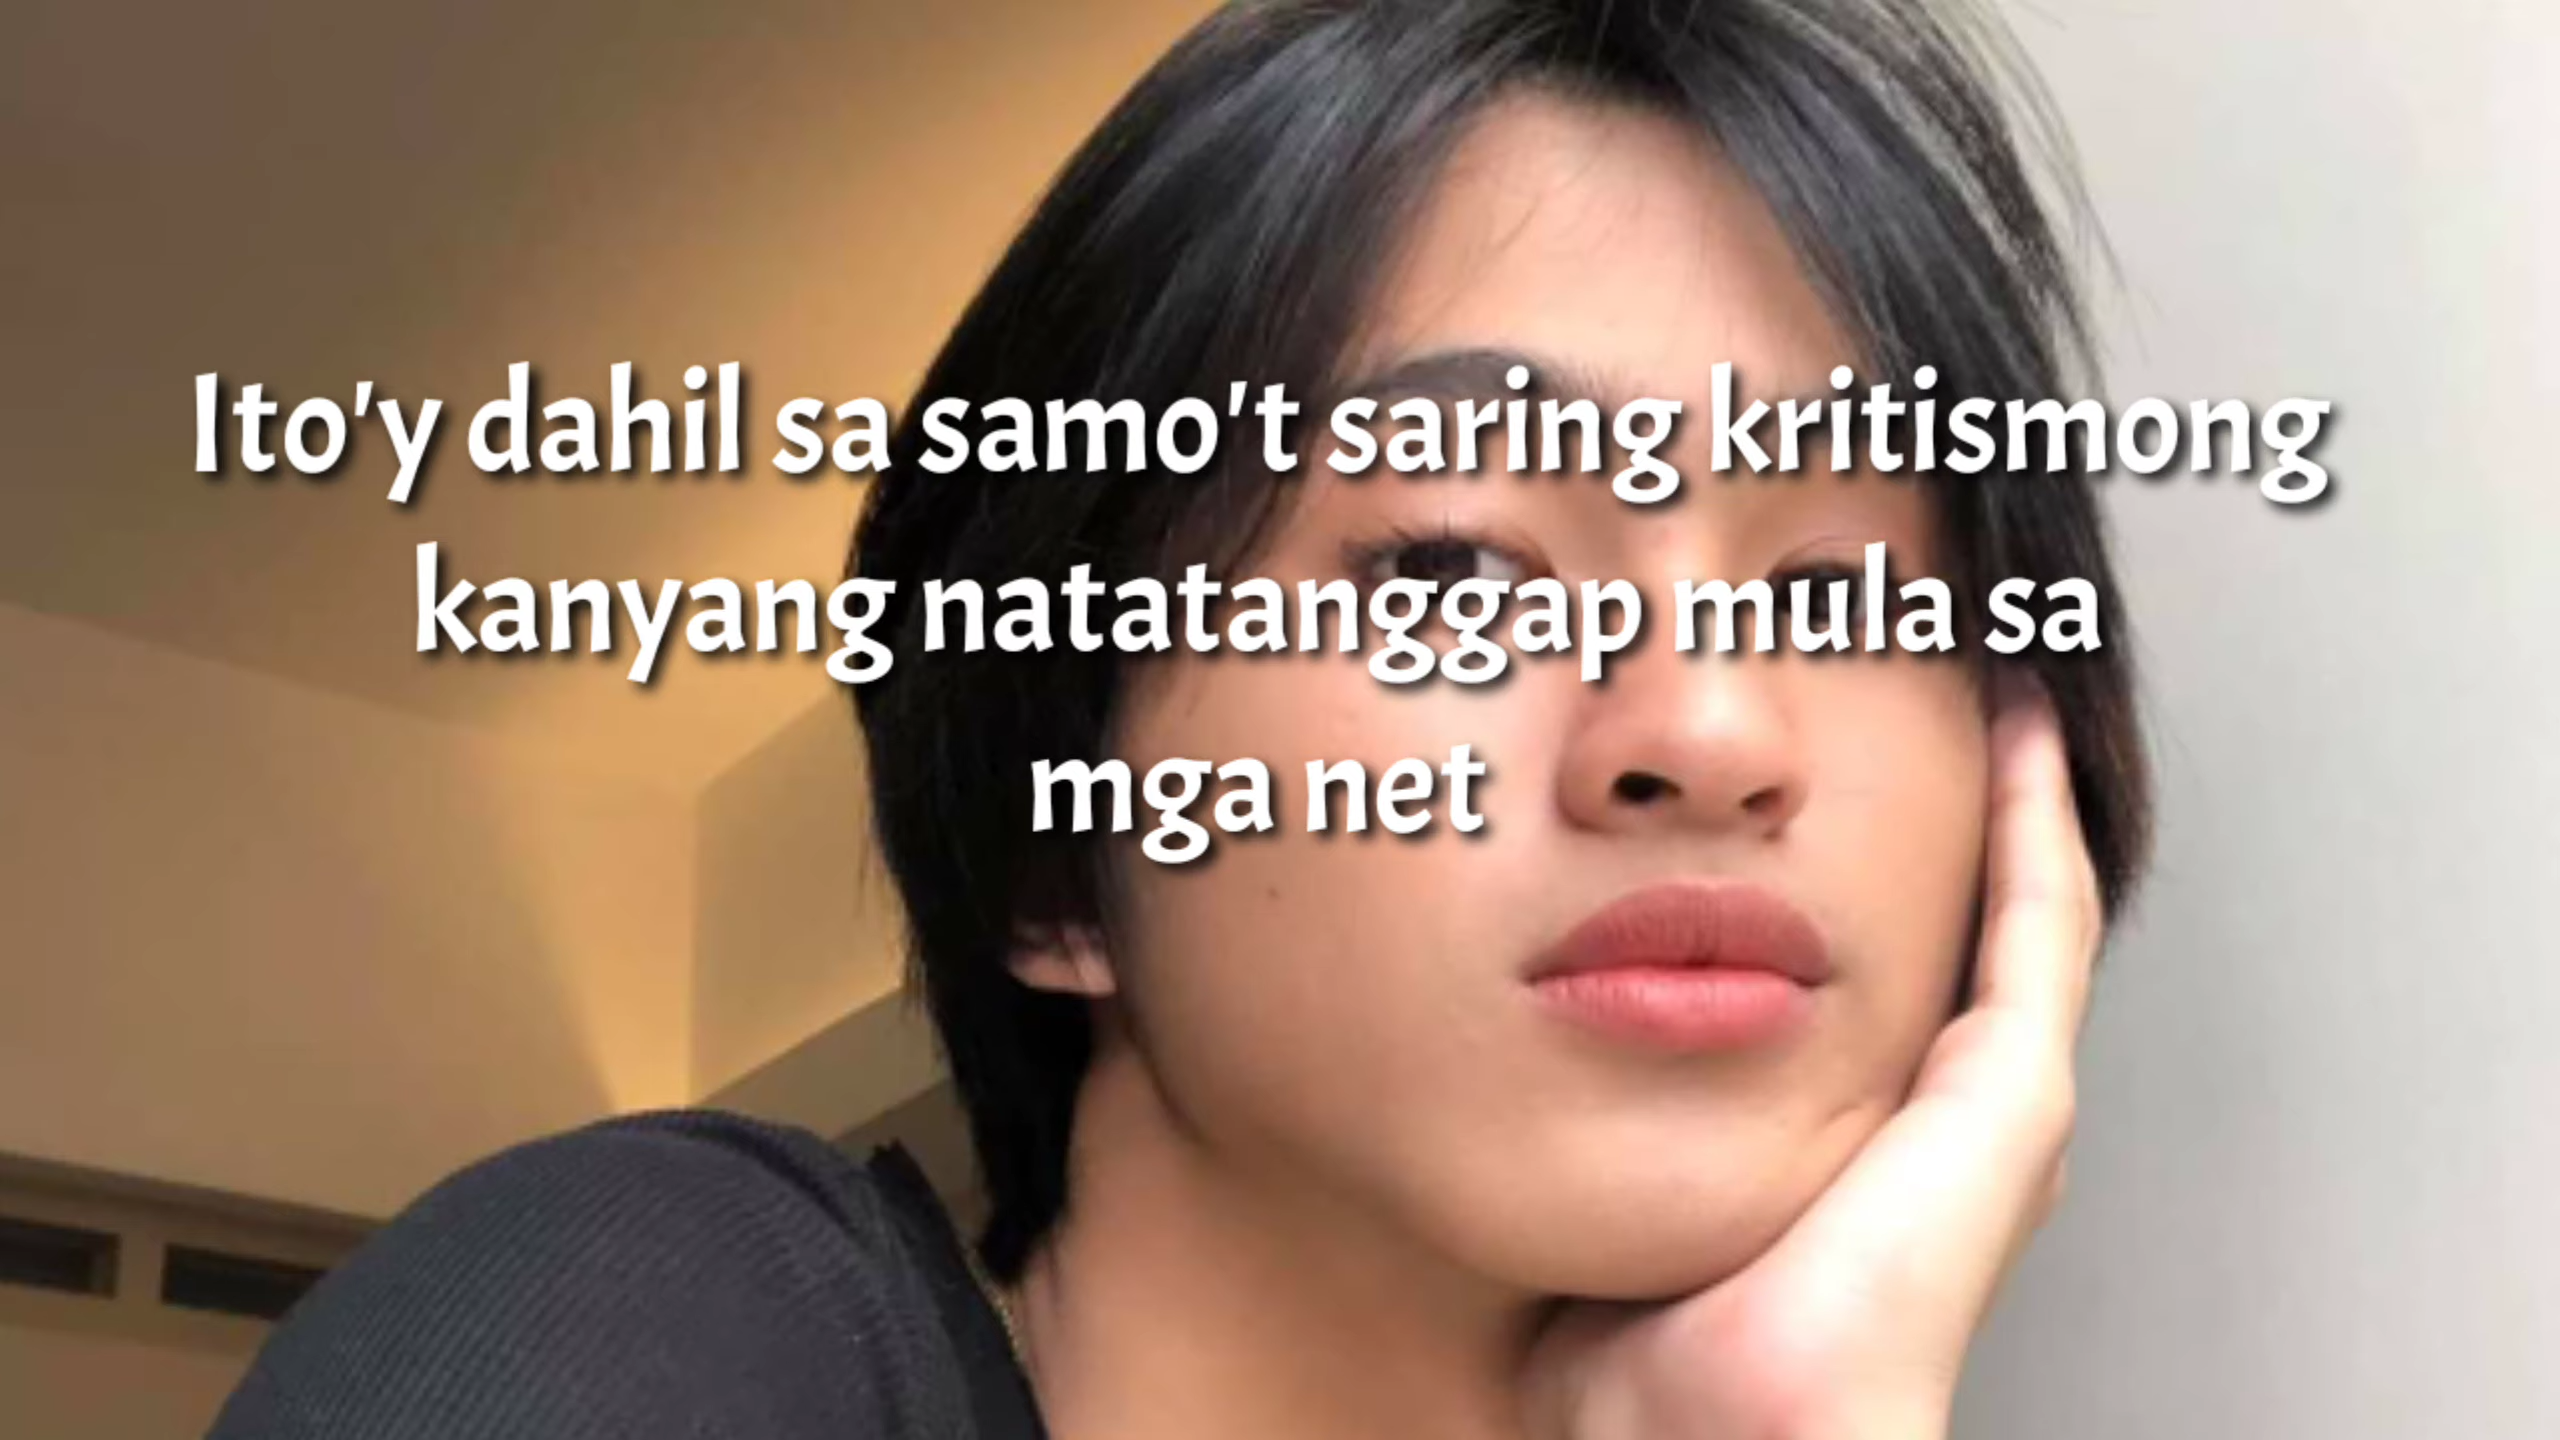 Ito'y dahil sa samo't saring kritismong
kanyang natatanggap mula sa
mga net